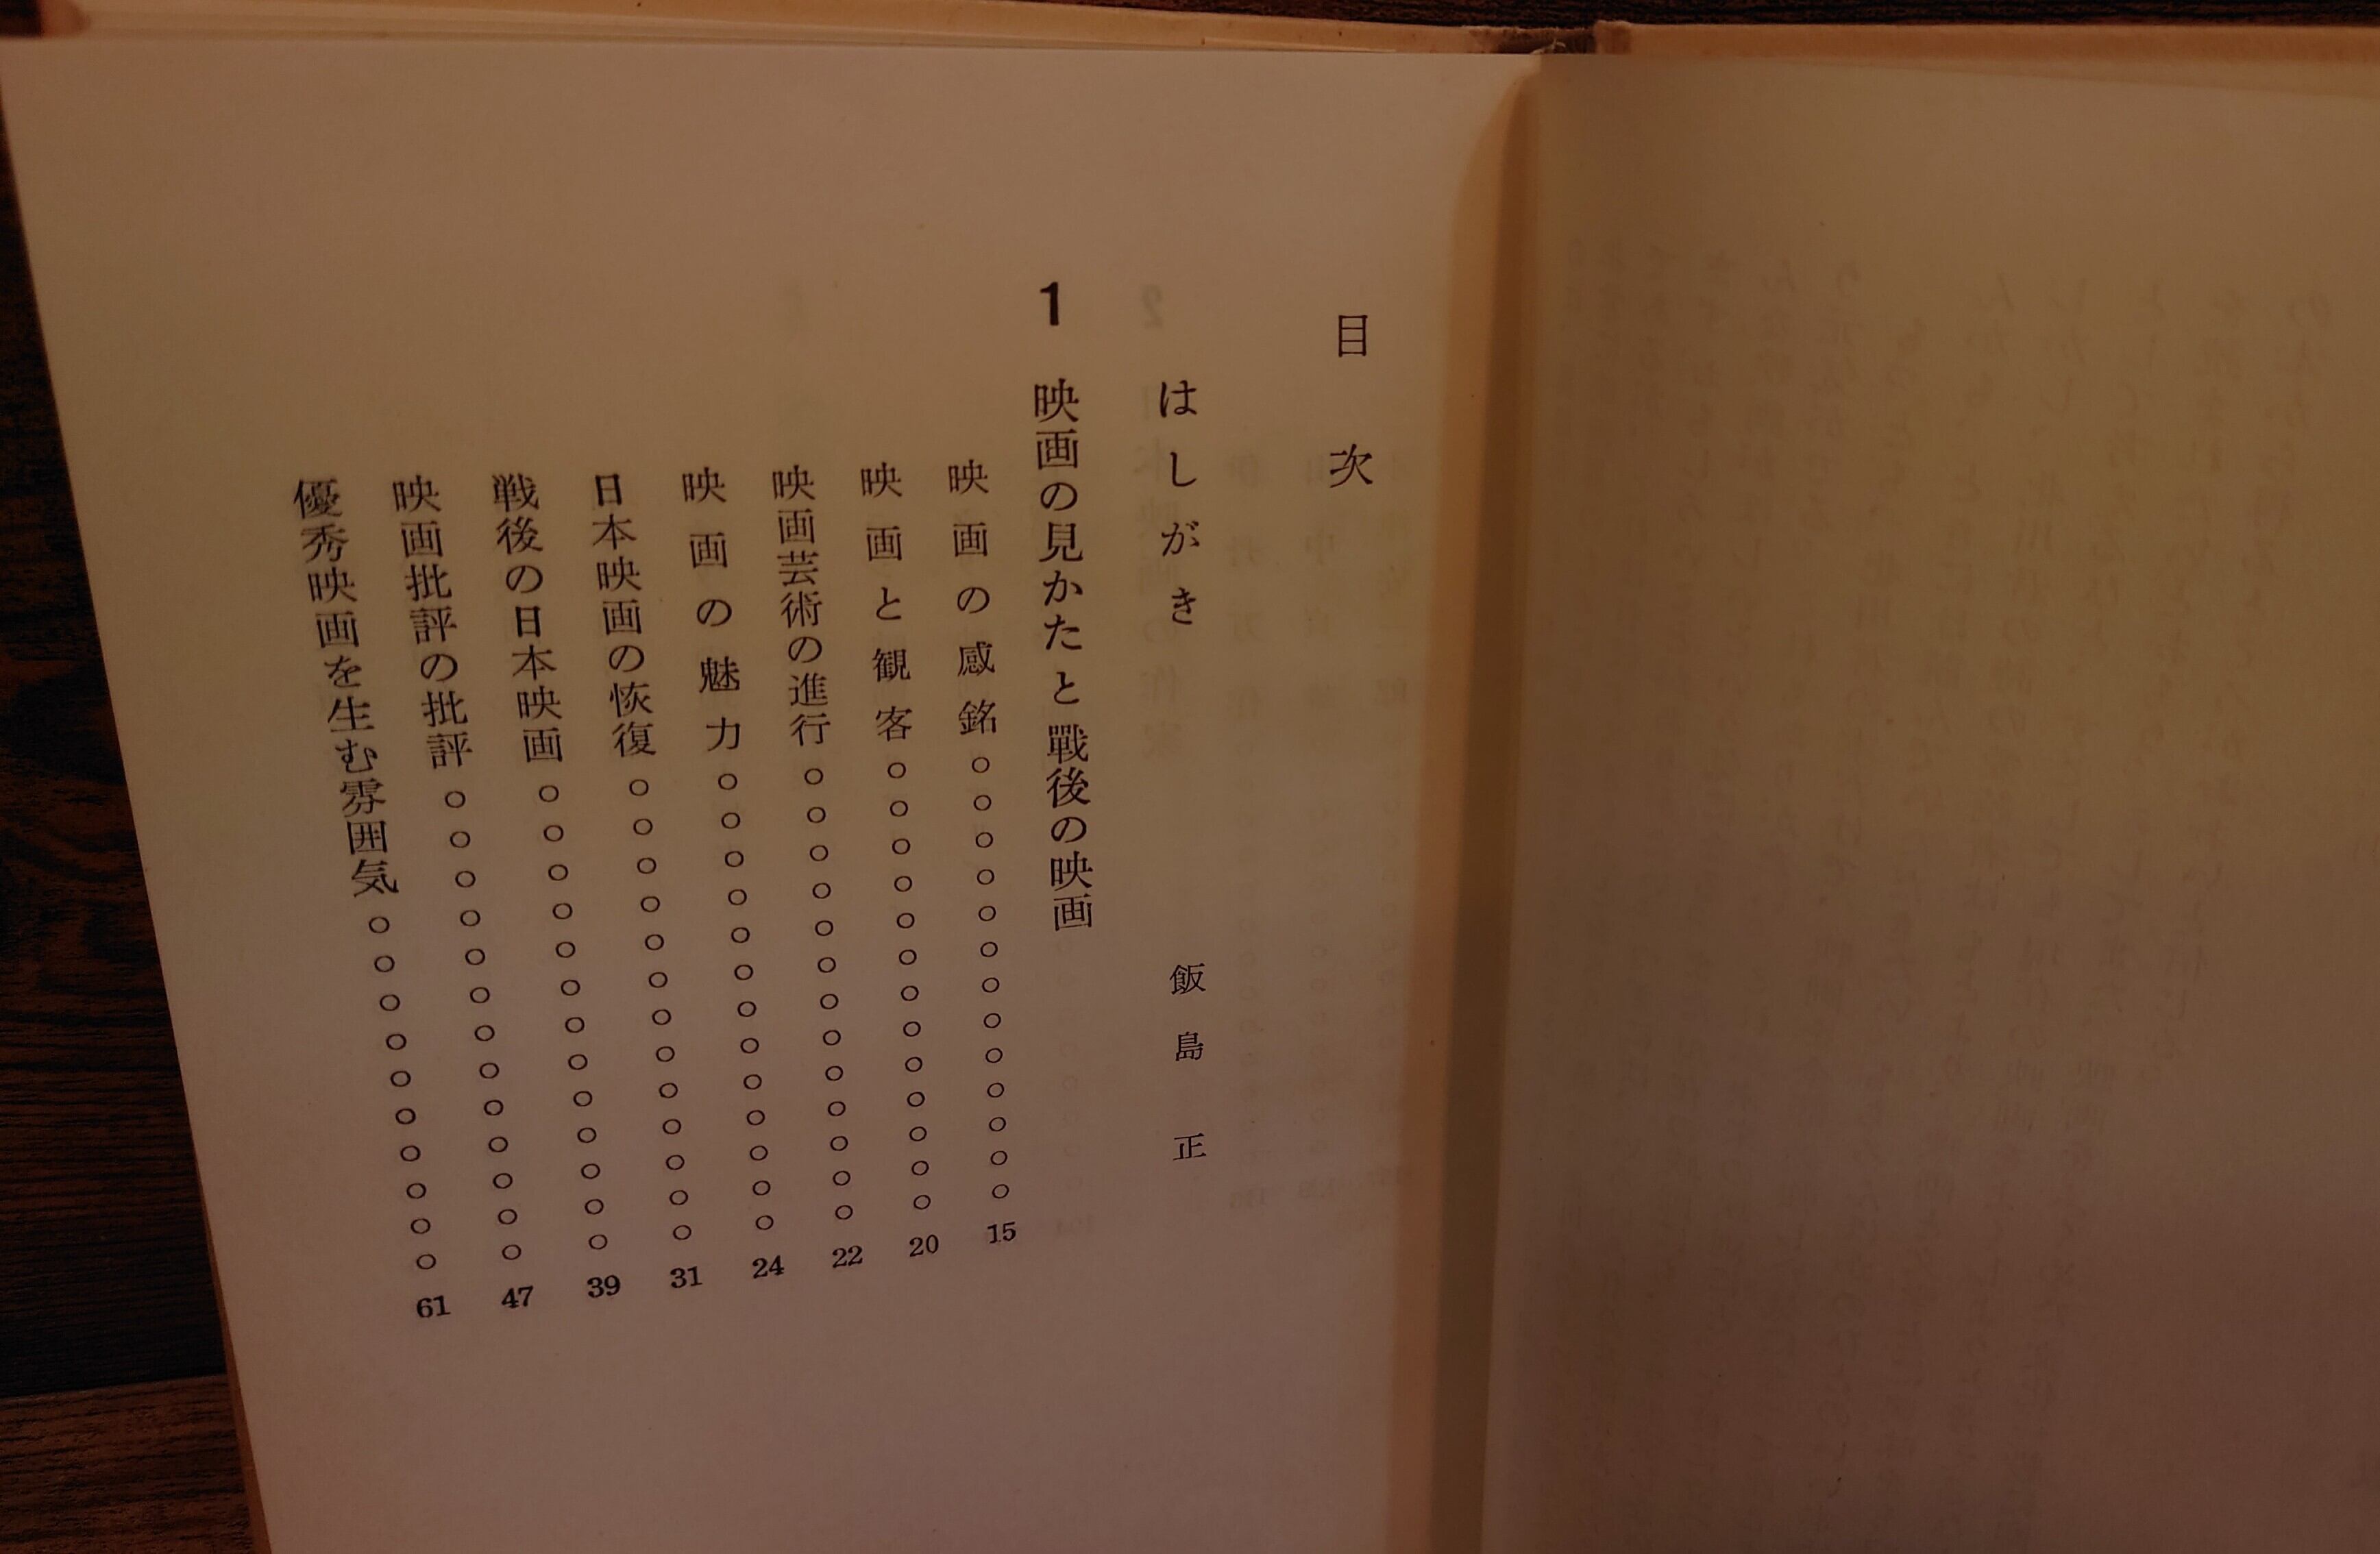 目次
はしがき 飯島正
1 映画の見かたと戰後の映画
映画の感銘○○○○○○○○○○○○○15
映画と観客○○○○○○○○○○○○○20
映画芸術の進行○○○○○○○○○○○○○22
映画の魅力○○○○○○○○○○○○○24
日本映画の恢復○○○○○○○○○○○○○31
戦後の日本映画○○○○○○○○○○○○○39
映画批評の批評○○○○○○○○○○○○○47
優秀映画を生む雰囲気○○○○○○○○○○61